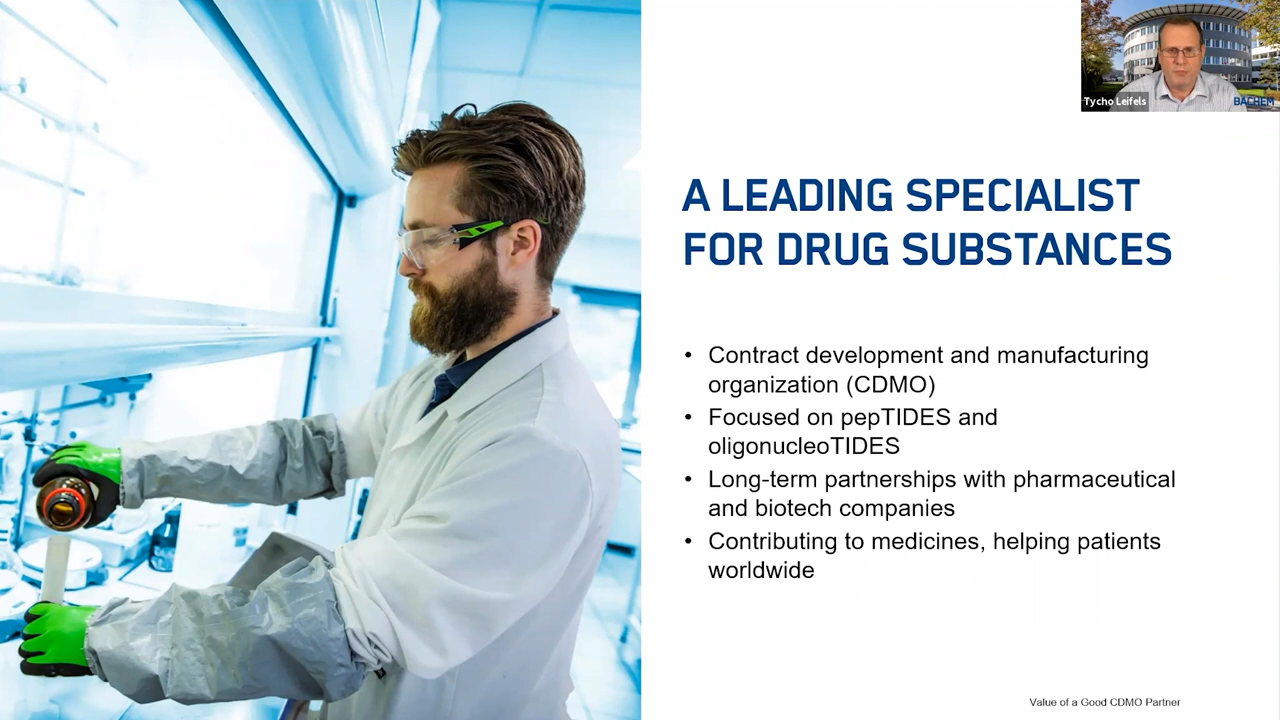 Tycho Leifels
BACHEM
A LEADING SPECIALIST
FOR DRUG SUBSTANCES
• Contract development and manufacturing
organization (CDMO)
• Focused on pepTIDES and
oligonucleoTIDES
• Long-term partnerships with pharmaceutical
and biotech companies
• Contributing to medicines, helping patients
worldwide
Value of a Good CDMO Partner